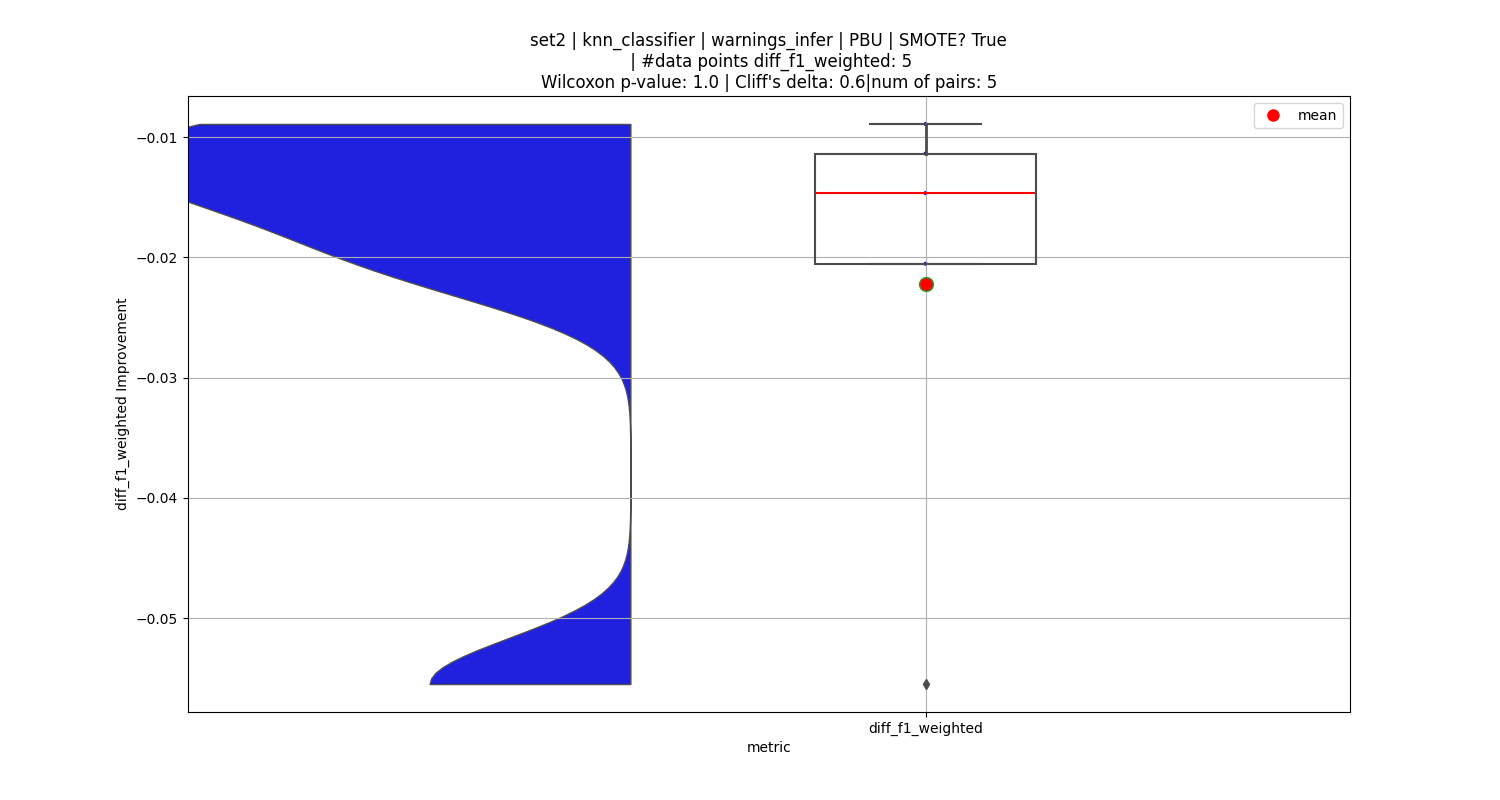 set2 | knn_classifier | warnings_infer | PBU | SMOTE? True
| #data points diff_f1_weighted: 5
Wilcoxon p-value: 1.0 | Cliff's delta: 0.6|num of pairs: 5
mean
−0.01
−0.02
−0.03
−0.04
−0.05
diff_f1_weighted Improvement
diff_f1_weighted
metric